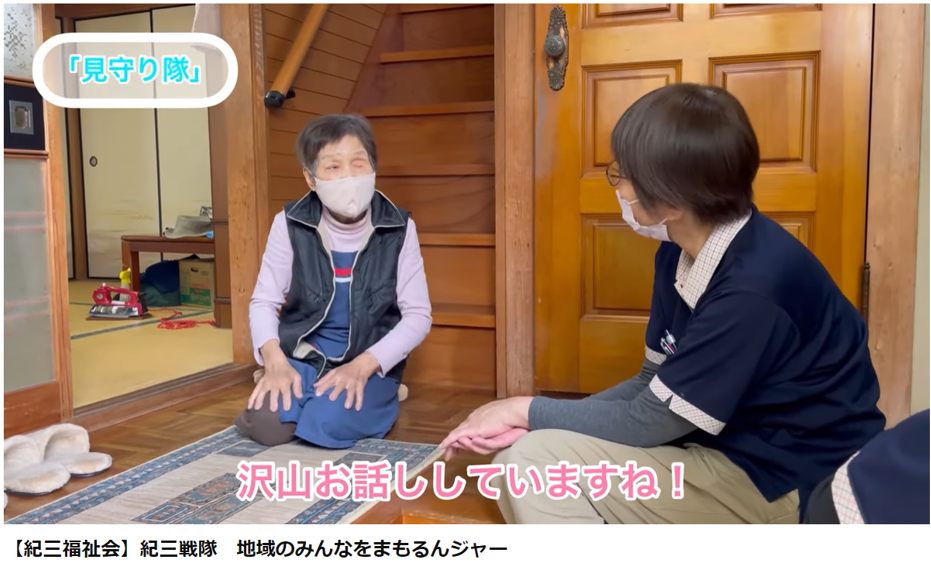 「見守り隊」
沢山お話ししていますね！
【紀三福祉会】紀三戦隊　地域のみんなをまもるんジャー